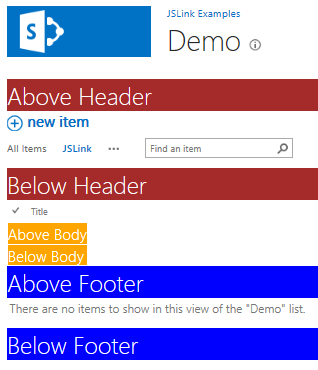 S
JSLink Examples
Demo
Above Header
new item
All Items JSLink ••• Find an item
Below Header
Title
Above Body
Below Body
Above Footer
There are no items to show in this view of the "Demo" list.
Below Footer